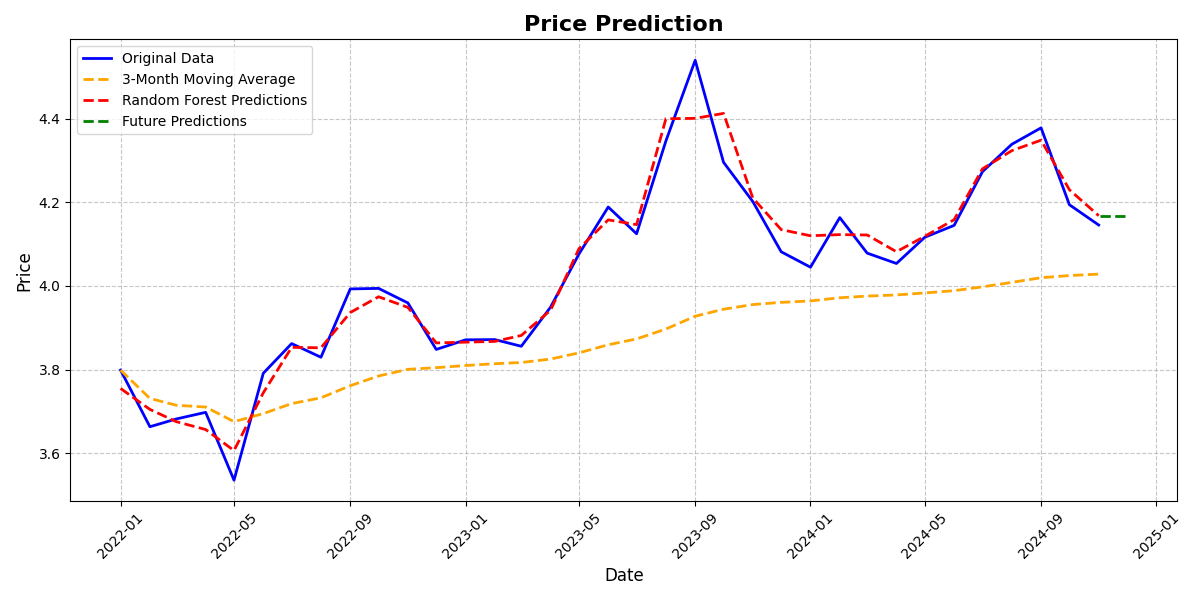 Price Prediction
Original Data
3-Month Moving Average
Random Forest Predictions
Future Predictions
Price
4.4
4.2
4.0
3.8
3.6
2022-01
2022-05
2022-09
2023-01
2023-05
2023-09
2024-01
2024-05
2024-09
2025-01
Date